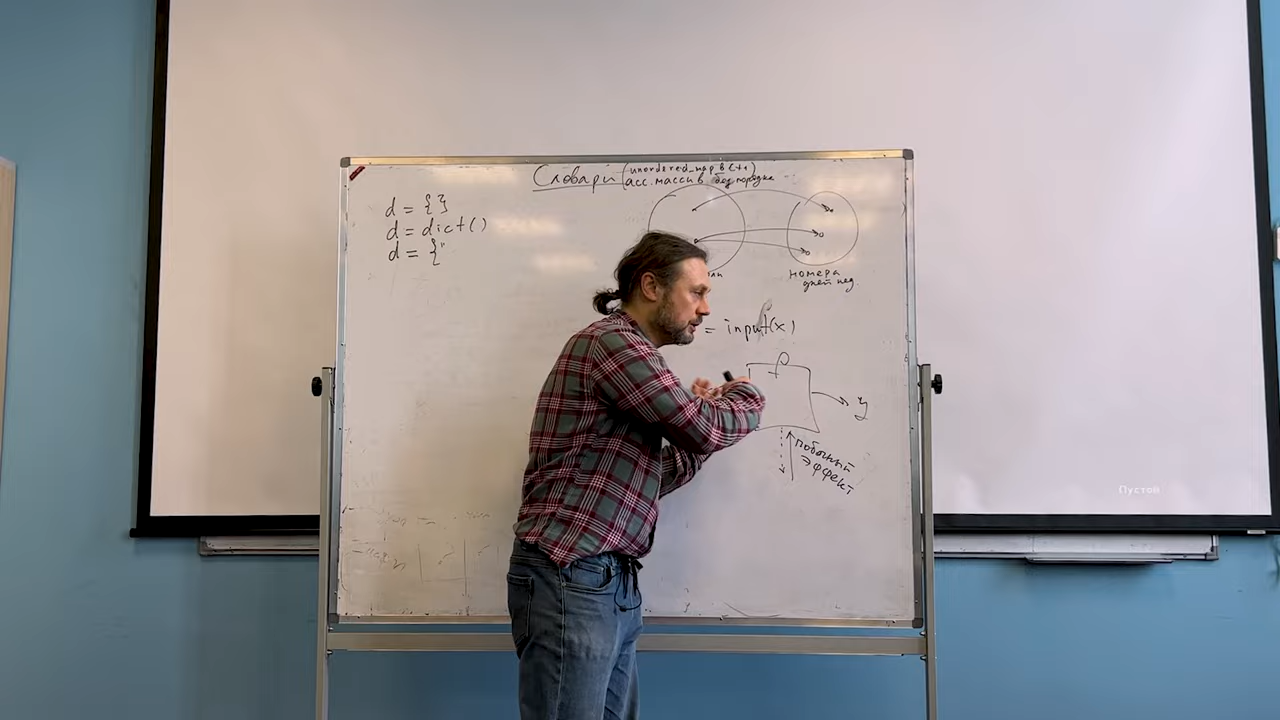 Словари (unordered_map в C++)
асс. массив без порядка
d = {}
d = dict()
d = {"
номера
дней нед.
= input(x)
y
побочный
эффект
Пустой